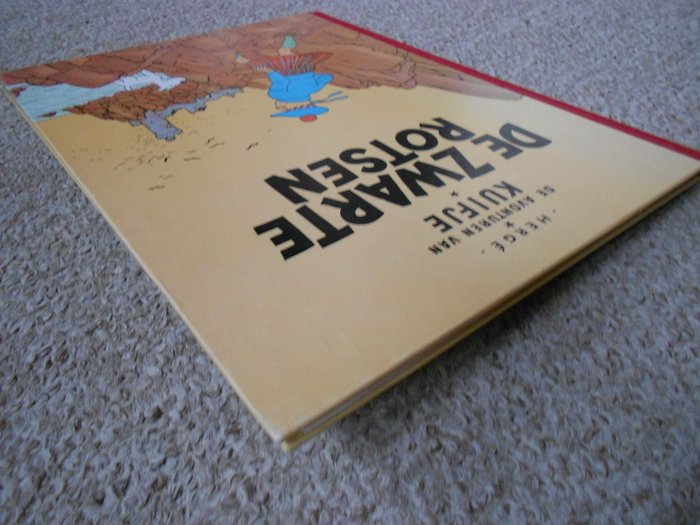 - HERGÉ -
DE AVONTUREN VAN
KUIFJE
DE ZWARTE
ROTSEN